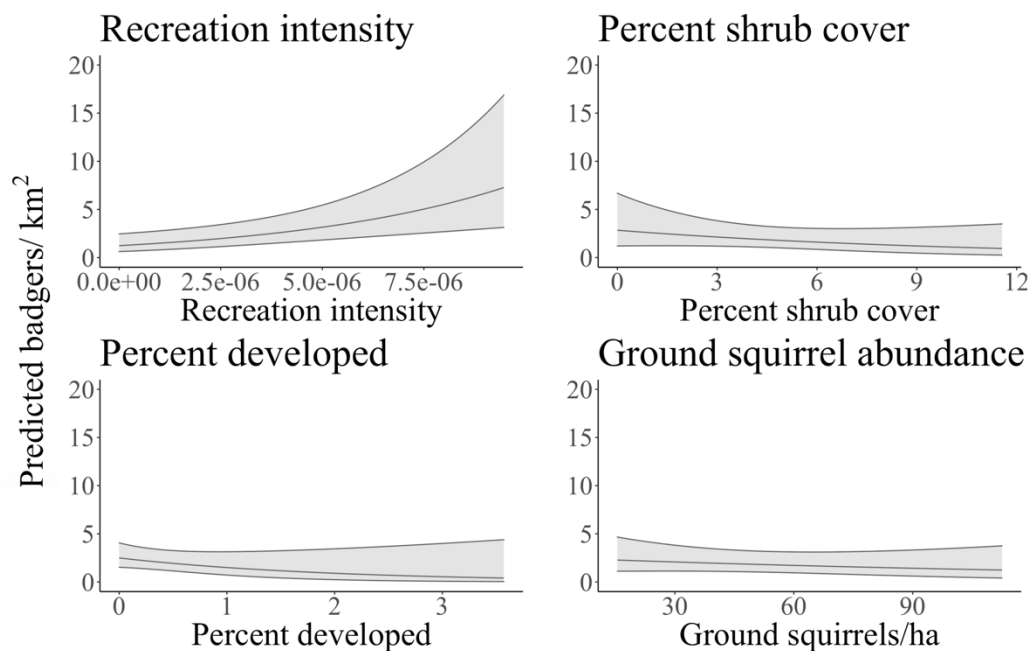 Recreation intensity
20
15
10
5
0
0.0e+00 2.5e-06 5.0e-06 7.5e-06
Recreation intensity
Percent shrub cover
20
15
10
5
0
0 3 6 9 12
Percent shrub cover
Predicted badgers/ km²
Percent developed
20
15
10
5
0
0 1 2 3
Percent developed
Ground squirrel abundance
20
15
10
5
0
30 60 90
Ground squirrels/ha